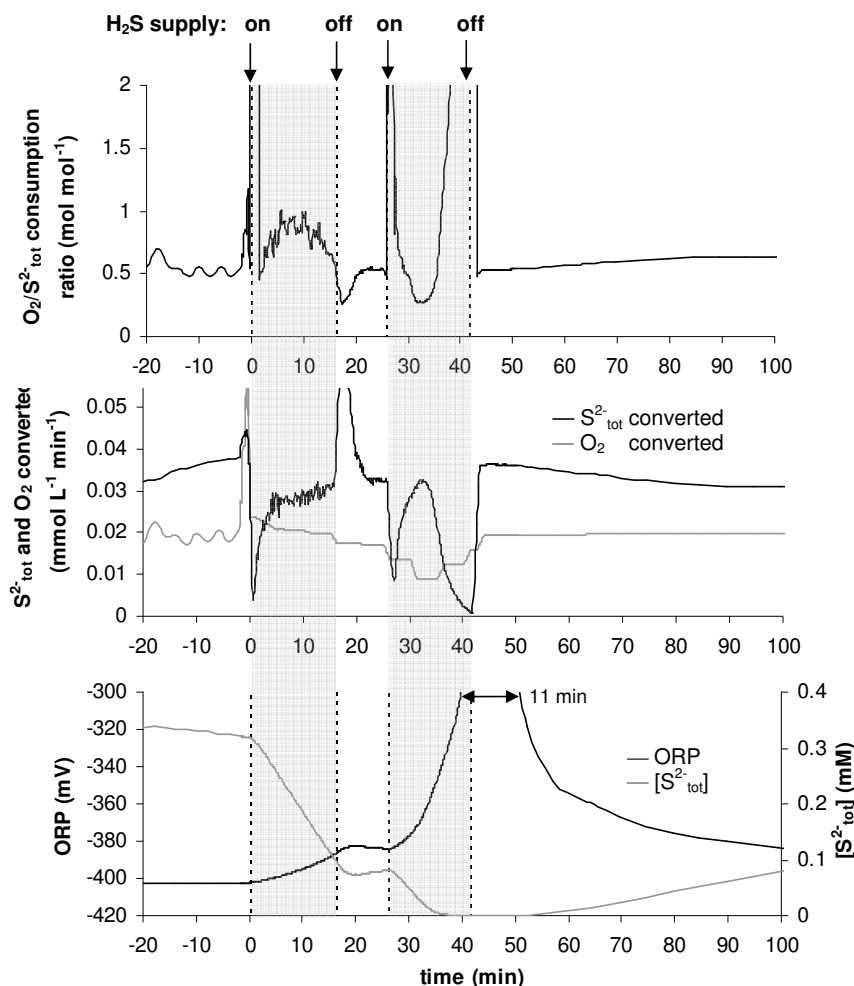 H₂S supply: on off on off
O₂/S²⁻tot consumption
ratio (mol mol⁻¹)
2
1.5
1
0.5
0
-20 -10 0 10 20 30 40 50 60 70 80 90 100
S²⁻tot and O₂ converted
(mmol L⁻¹ min⁻¹)
0.05
0.04
0.03
0.02
0.01
0
S²⁻tot converted
O₂ converted
-20 -10 0 10 20 30 40 50 60 70 80 90 100
ORP (mV)
-300
-320
-340
-360
-380
-400
-420
11 min
ORP
[S²⁻tot]
0.4
0.3
0.2
0.1
0
[S²⁻tot] (mM)
-20 -10 0 10 20 30 40 50 60 70 80 90 100
time (min)